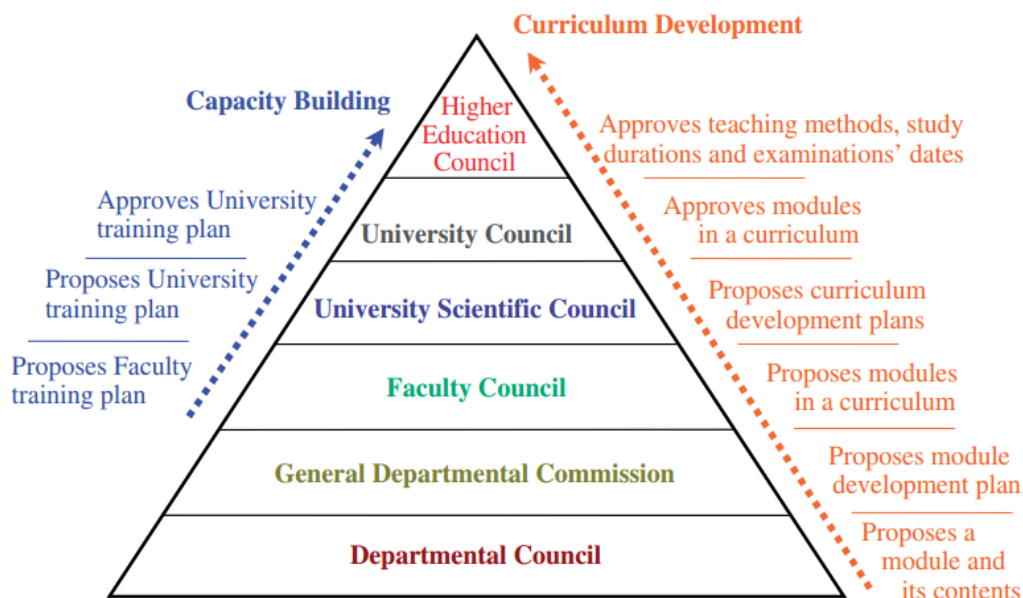 Curriculum Development
Capacity Building
Higher
Education
Council
Approves teaching methods, study
durations and examinations’ dates
Approves University
training plan
University Council
Approves modules
in a curriculum
Proposes University
training plan
University Scientific Council
Proposes curriculum
development plans
Proposes Faculty
training plan
Faculty Council
Proposes modules
in a curriculum
General Departmental Commission
Proposes module
development plan
Departmental Council
Proposes a
module and
its contents